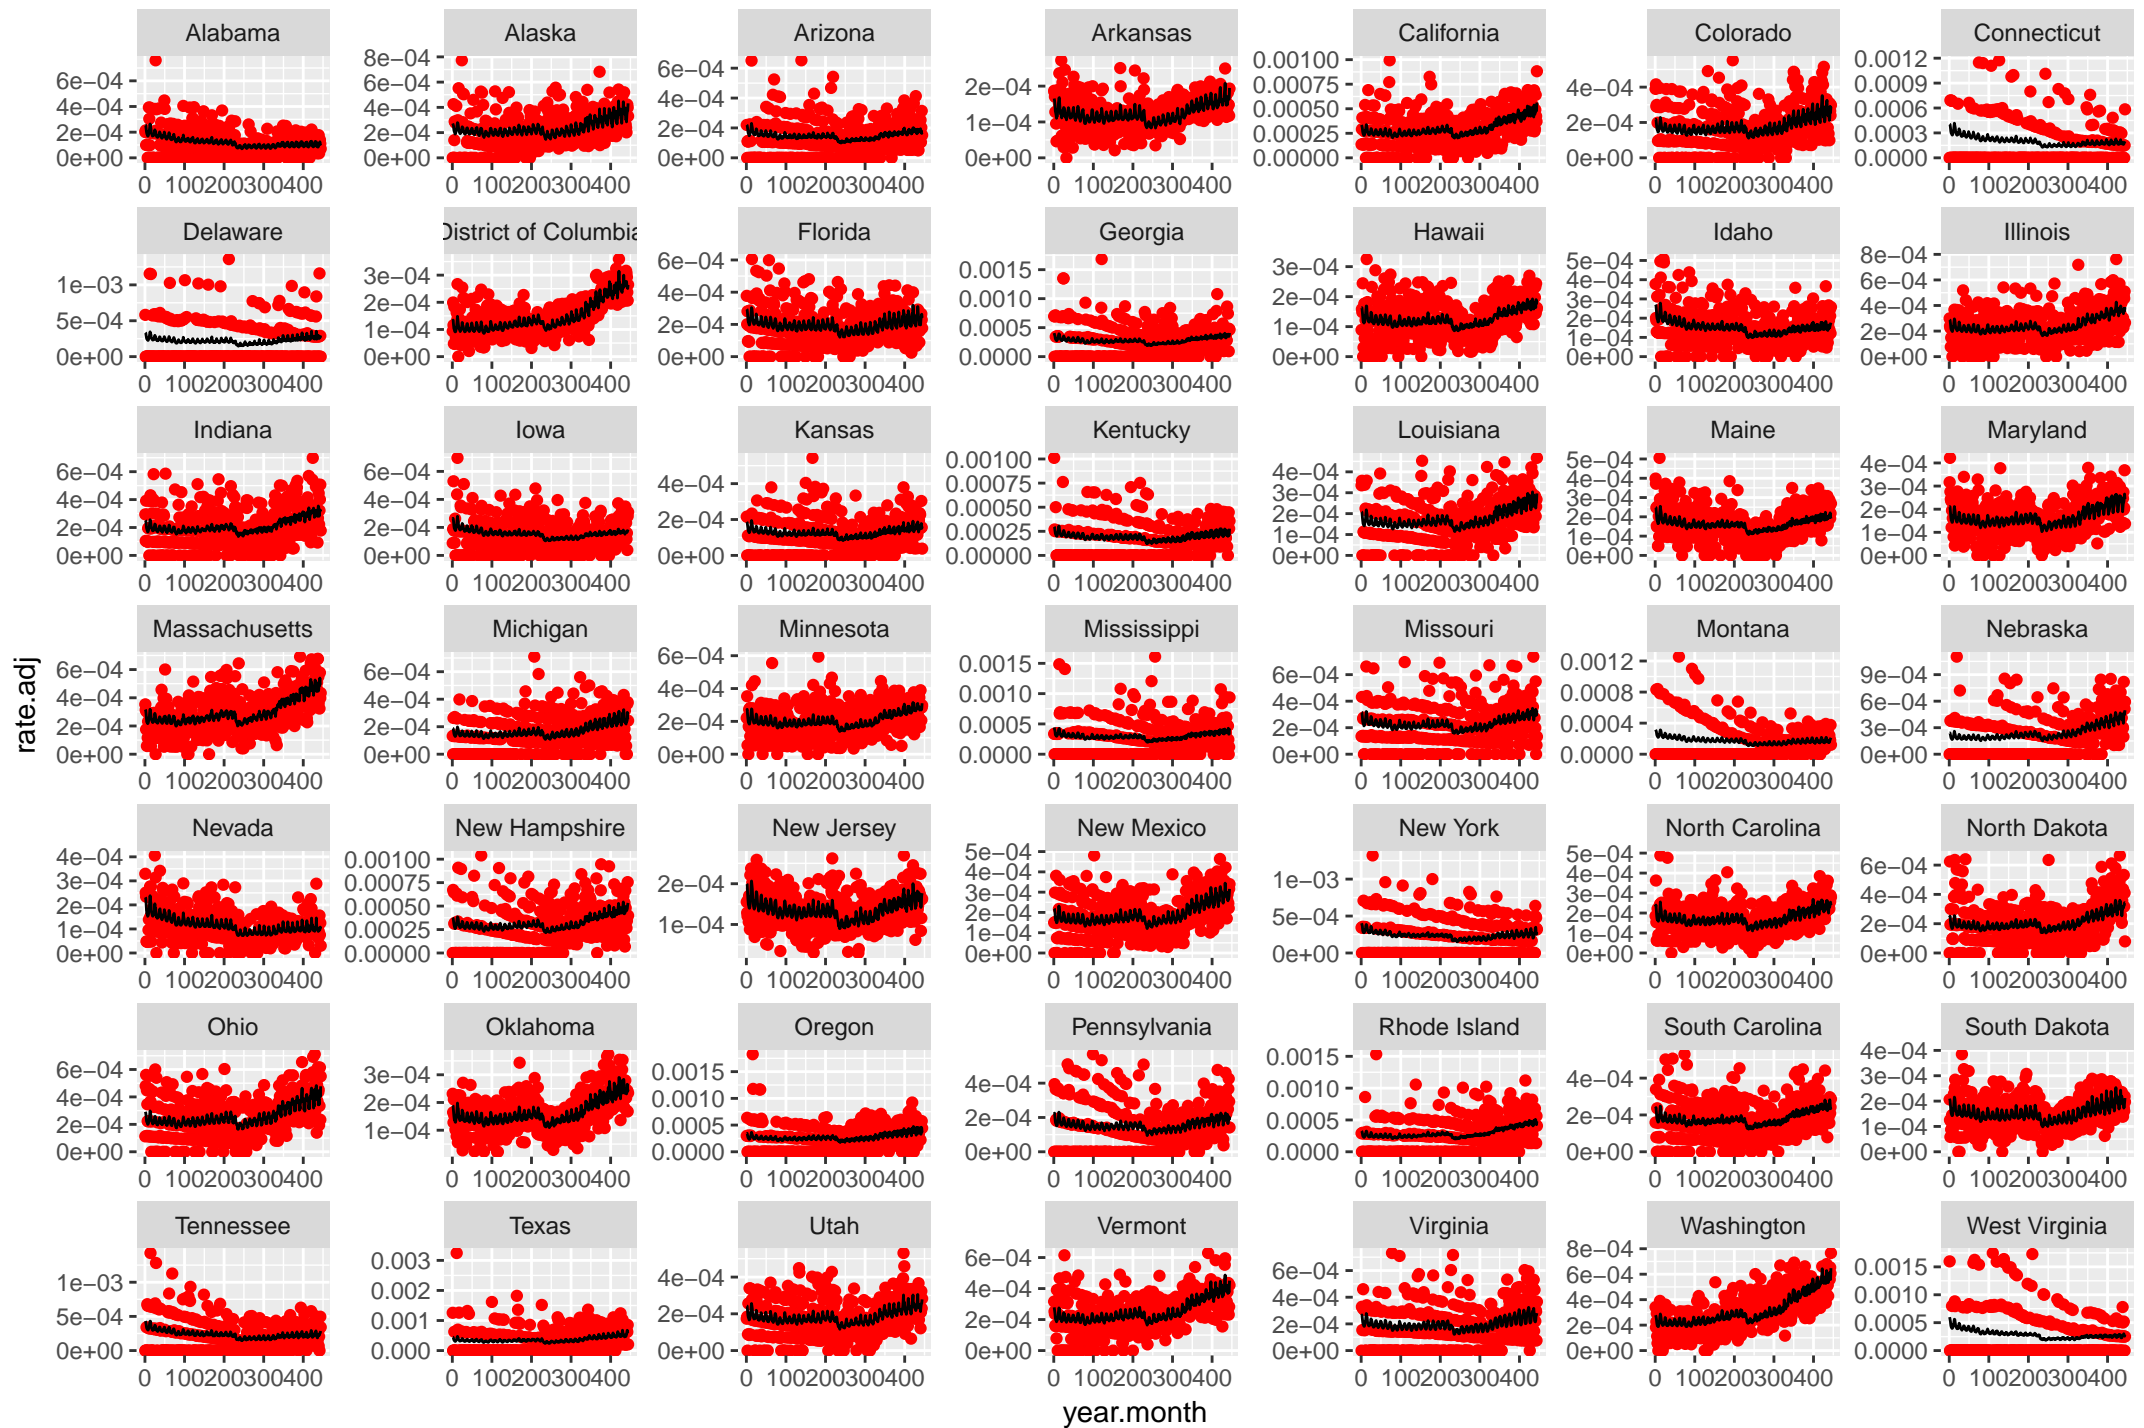 Alabama
Alaska
Arizona
Arkansas
California
Colorado
Connecticut
6e−04
4e−04
2e−04
0e+00
8e−04
6e−04
4e−04
2e−04
0e+00
6e−04
4e−04
2e−04
0e+00
2e−04
1e−04
0e+00
0.00100
0.00075
0.00050
0.00025
0.00000
4e−04
2e−04
0e+00
0.0012
0.0009
0.0006
0.0003
0.0000
0 100200300400
0 100200300400
0 100200300400
0 100200300400
0 100200300400
0 100200300400
0 100200300400
Delaware
District of Columbia
Florida
Georgia
Hawaii
Idaho
Illinois
1e−03
5e−04
0e+00
3e−04
2e−04
1e−04
0e+00
6e−04
4e−04
2e−04
0e+00
0.0015
0.0010
0.0005
0.0000
3e−04
2e−04
1e−04
0e+00
5e−04
4e−04
3e−04
2e−04
1e−04
0e+00
8e−04
6e−04
4e−04
2e−04
0e+00
0 100200300400
0 100200300400
0 100200300400
0 100200300400
0 100200300400
0 100200300400
0 100200300400
Indiana
Iowa
Kansas
Kentucky
Louisiana
Maine
Maryland
6e−04
4e−04
2e−04
0e+00
6e−04
4e−04
2e−04
0e+00
4e−04
2e−04
0e+00
0.00100
0.00075
0.00050
0.00025
0.00000
4e−04
3e−04
2e−04
1e−04
0e+00
5e−04
4e−04
3e−04
2e−04
1e−04
0e+00
4e−04
3e−04
2e−04
1e−04
0e+00
0 100200300400
0 100200300400
0 100200300400
0 100200300400
0 100200300400
0 100200300400
0 100200300400
rate.adj
Massachusetts
Michigan
Minnesota
Mississippi
Missouri
Montana
Nebraska
6e−04
4e−04
2e−04
0e+00
6e−04
4e−04
2e−04
0e+00
6e−04
4e−04
2e−04
0e+00
0.0015
0.0010
0.0005
0.0000
6e−04
4e−04
2e−04
0e+00
0.0012
0.0008
0.0004
0.0000
9e−04
6e−04
3e−04
0e+00
0 100200300400
0 100200300400
0 100200300400
0 100200300400
0 100200300400
0 100200300400
0 100200300400
Nevada
New Hampshire
New Jersey
New Mexico
New York
North Carolina
North Dakota
4e−04
3e−04
2e−04
1e−04
0e+00
0.00100
0.00075
0.00050
0.00025
0.00000
2e−04
1e−04
5e−04
4e−04
3e−04
2e−04
1e−04
0e+00
1e−03
5e−04
0e+00
5e−04
4e−04
3e−04
2e−04
1e−04
0e+00
6e−04
4e−04
2e−04
0e+00
0 100200300400
0 100200300400
0 100200300400
0 100200300400
0 100200300400
0 100200300400
0 100200300400
Ohio
Oklahoma
Oregon
Pennsylvania
Rhode Island
South Carolina
South Dakota
6e−04
4e−04
2e−04
0e+00
3e−04
2e−04
1e−04
0.0015
0.0010
0.0005
0.0000
4e−04
2e−04
0e+00
0.0015
0.0010
0.0005
0.0000
4e−04
2e−04
0e+00
4e−04
3e−04
2e−04
1e−04
0e+00
0 100200300400
0 100200300400
0 100200300400
0 100200300400
0 100200300400
0 100200300400
0 100200300400
Tennessee
Texas
Utah
Vermont
Virginia
Washington
West Virginia
1e−03
5e−04
0e+00
0.003
0.002
0.001
0.000
4e−04
2e−04
0e+00
6e−04
4e−04
2e−04
0e+00
6e−04
4e−04
2e−04
0e+00
8e−04
6e−04
4e−04
2e−04
0e+00
0.0015
0.0010
0.0005
0.0000
0 100200300400
0 100200300400
0 100200300400
0 100200300400
0 100200300400
0 100200300400
0 100200300400
year.month